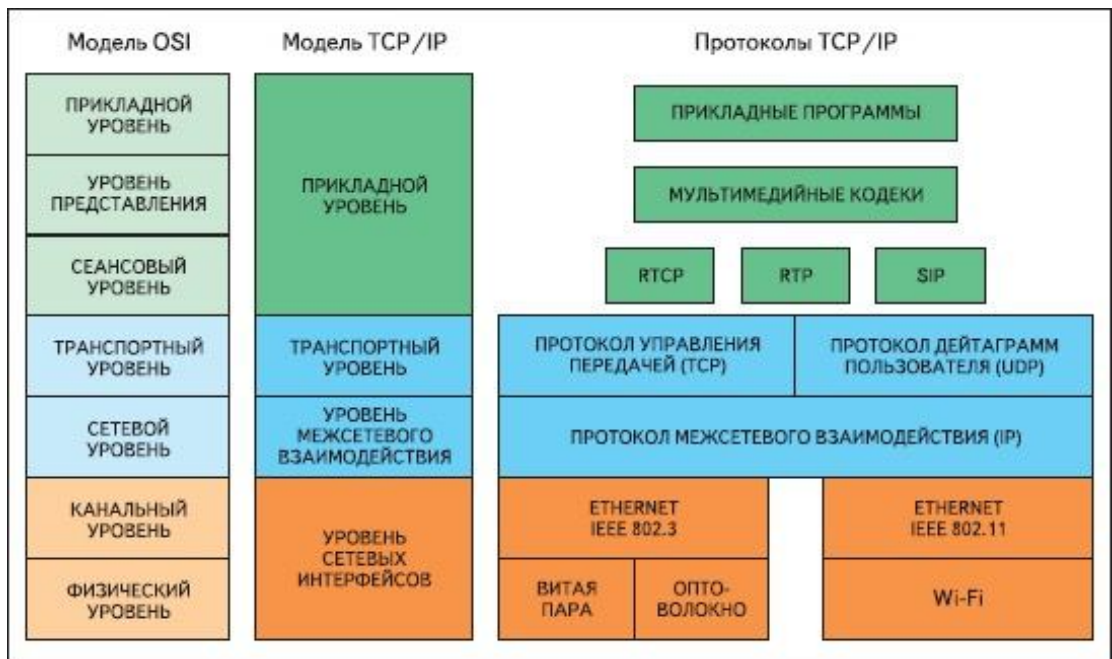 Модель OSI
Модель TCP/IP
Протоколы TCP/IP
ПРИКЛАДНОЙ
УРОВЕНЬ
УРОВЕНЬ
ПРЕДСТАВЛЕНИЯ
СЕАНСОВЫЙ
УРОВЕНЬ
ТРАНСПОРТНЫЙ
УРОВЕНЬ
СЕТЕВОЙ
УРОВЕНЬ
КАНАЛЬНЫЙ
УРОВЕНЬ
ФИЗИЧЕСКИЙ
УРОВЕНЬ
ПРИКЛАДНОЙ
УРОВЕНЬ
ТРАНСПОРТНЫЙ
УРОВЕНЬ
УРОВЕНЬ
МЕЖСЕТЕВОГО
ВЗАИМОДЕЙСТВИЯ
УРОВЕНЬ
СЕТЕВЫХ
ИНТЕРФЕЙСОВ
ПРИКЛАДНЫЕ ПРОГРАММЫ
МУЛЬТИМЕДИЙНЫЕ КОДЕКИ
RTCP
RTP
SIP
ПРОТОКОЛ УПРАВЛЕНИЯ
ПЕРЕДАЧЕЙ (TCP)
ПРОТОКОЛ ДЕЙТАГРАММ
ПОЛЬЗОВАТЕЛЯ (UDP)
ПРОТОКОЛ МЕЖСЕТЕВОГО ВЗАИМОДЕЙСТВИЯ (IP)
ETHERNET
IEEE 802.3
ETHERNET
IEEE 802.11
ВИТАЯ
ПАРА
ОПТО-
ВОЛОКНО
Wi-Fi